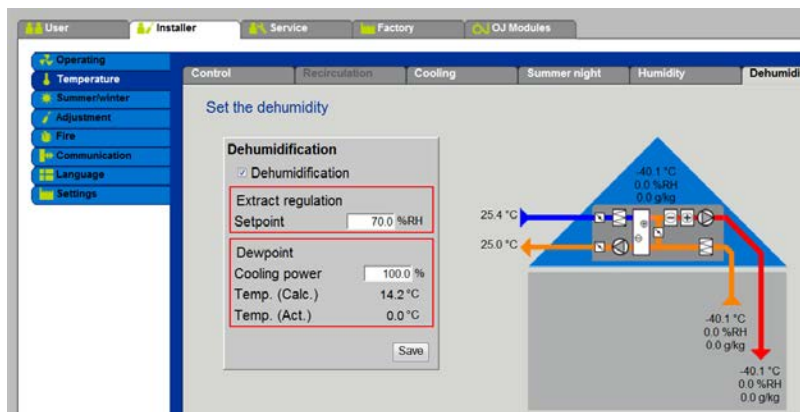 User Installer Service Factory OJ Modules
Operating
Temperature
Summer/winter
Adjustment
Fire
Communication
Language
Settings
Control Recirculation Cooling Summer night Humidity Dehumidi
Set the dehumidity
Dehumidification
Dehumidification
Extract regulation
Setpoint 70.0 %RH
Dewpoint
Cooling power 100.0 %
Temp. (Calc.) 14.2 °C
Temp. (Act.) 0.0 °C
Save
-40.1 °C
0.0 %RH
0.0 g/kg
25.4 °C
25.0 °C
-40.1 °C
0.0 %RH
0.0 g/kg
-40.1 °C
0.0 %RH
0.0 g/kg